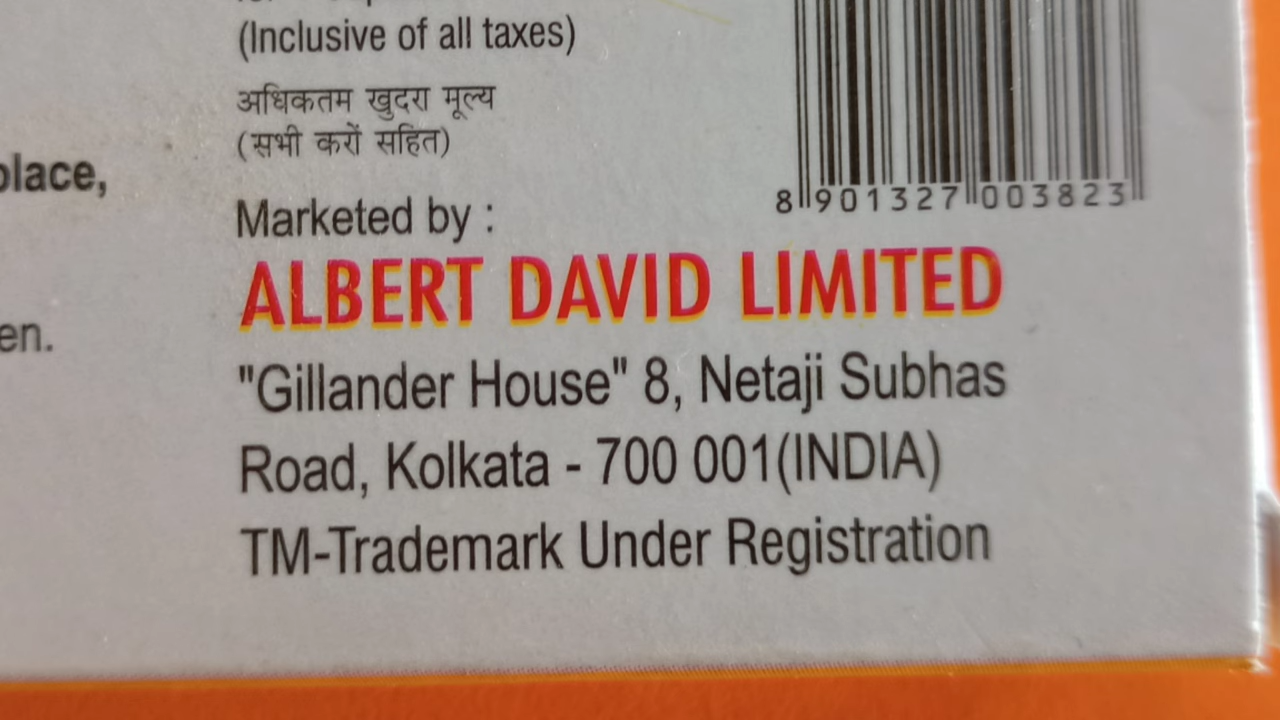 (Inclusive of all taxes)
अधिकतम खुदरा मूल्य
(सभी करों सहित)
place,
Marketed by :
8 901327 003823
ALBERT DAVID LIMITED
en.
"Gillander House" 8, Netaji Subhas
Road, Kolkata - 700 001(INDIA)
TM-Trademark Under Registration